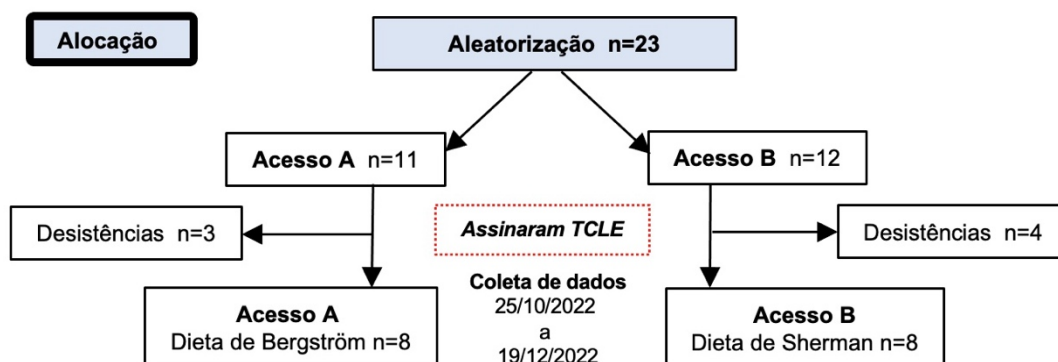 Alocação
Aleatorização n=23
Acesso A n=11
Acesso B n=12
Desistências n=3
Assinaram TCLE
Desistências n=4
Coleta de dados
25/10/2022
a
19/12/2022
Acesso A
Dieta de Bergström n=8
Acesso B
Dieta de Sherman n=8